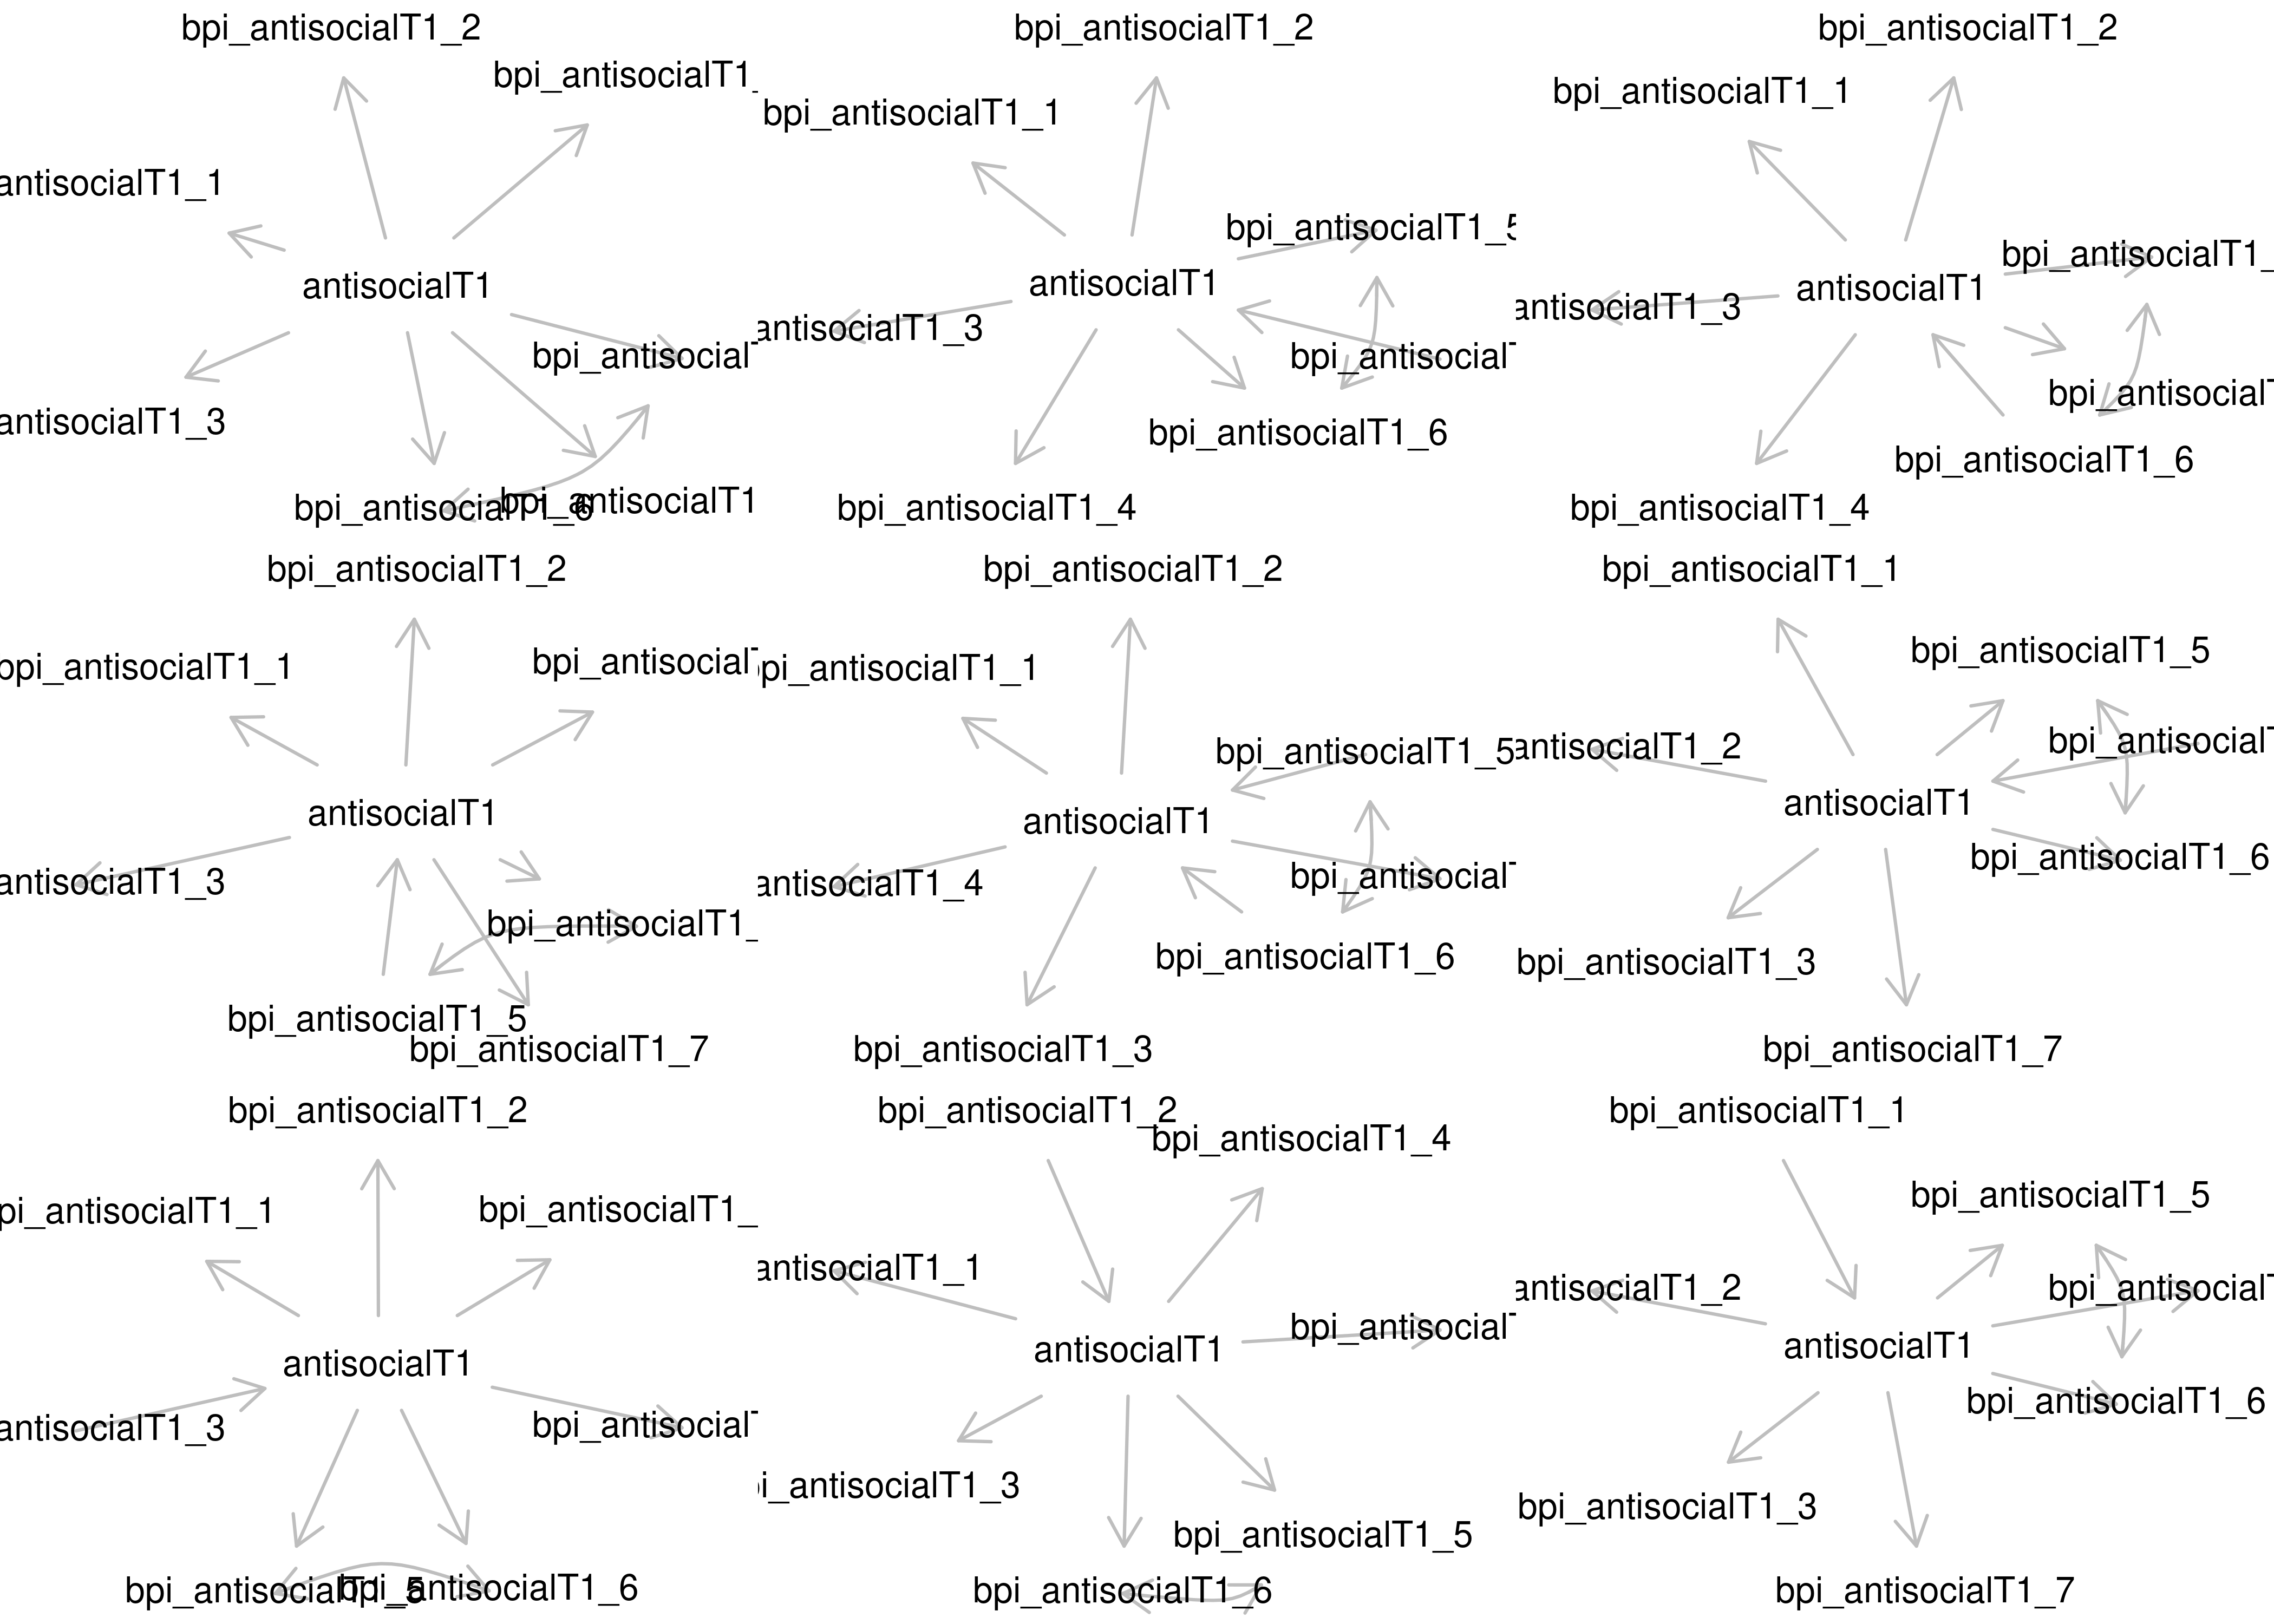 bpi_antisocialT1_2
bpi_antisocialT1_
antisocialT1_1
antisocialT1
bpi_antisocial
antisocialT1_3
bpi_antisocialT1_6
bpi_antisocialT1
bpi_antisocialT1_2
bpi_antisocialT1_1
bpi_antisocialT1_5
antisocialT1
antisocialT1_3
bpi_antisocial
bpi_antisocialT1_6
bpi_antisocialT1_4
bpi_antisocialT1_2
bpi_antisocialT1_1
bpi_antisocialT1_
antisocialT1
antisocialT1_3
bpi_antisocial
bpi_antisocialT1_6
bpi_antisocialT1_4
bpi_antisocialT1_2
bpi_antisocialT1_1
bpi_antisocial
antisocialT1
antisocialT1_3
bpi_antisocialT1_
bpi_antisocialT1_5
bpi_antisocialT1_7
bpi_antisocialT1_2
bpi_antisocialT1_1
bpi_antisocialT1_5
antisocialT1
antisocialT1_4
bpi_antisocial
bpi_antisocialT1_6
bpi_antisocialT1_3
bpi_antisocialT1_1
bpi_antisocialT1_5
antisocialT1_2
bpi_antisocial
antisocialT1
bpi_antisocialT1_6
bpi_antisocialT1_3
bpi_antisocialT1_7
bpi_antisocialT1_2
pi_antisocialT1_1
bpi_antisocialT1_
antisocialT1
antisocialT1_3
bpi_antisocial
bpi_antisocialT1_5
bpi_antisocialT1_6
bpi_antisocialT1_2
bpi_antisocialT1_4
antisocialT1_1
bpi_antisocial
antisocialT1
i_antisocialT1_3
bpi_antisocialT1_5
bpi_antisocialT1_6
bpi_antisocialT1_1
bpi_antisocialT1_5
antisocialT1_2
bpi_antisocial
antisocialT1
bpi_antisocialT1_6
bpi_antisocialT1_3
bpi_antisocialT1_7